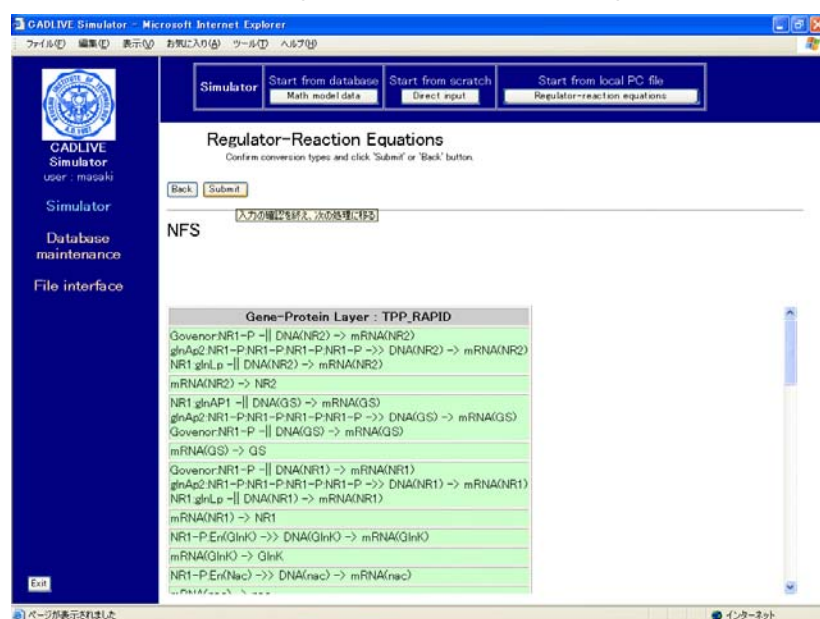 CADLIVE Simulator - Microsoft Internet Explorer
ファイル(F) 編集(E) 表示(V) お気に入り(A) ツール(T) ヘルプ(H)
Simulator
Start from database
Math model data
Start from scratch
Direct input
Start from local PC file
Regulator-reaction equations
CADLIVE
Simulator
user : masaki
Simulator
Database
maintenance
File interface
Exit
Regulator-Reaction Equations
Confirm conversion types and click 'Submit' or 'Back' button.
Back Submit
入力の確認を終え、次の処理に移る
NFS
Gene-Protein Layer : TPP_RAPID
Govenor:NR1-P -|| DNA(NR2) -> mRNA(NR2)
glnAp2:NR1-P:NR1-P:NR1-P:NR1-P ->> DNA(NR2) -> mRNA(NR2)
NR1:glnLp -|| DNA(NR2) -> mRNA(NR2)
mRNA(NR2) -> NR2
NR1:glnAP1 -|| DNA(GS) -> mRNA(GS)
glnAp2:NR1-P:NR1-P:NR1-P:NR1-P ->> DNA(GS) -> mRNA(GS)
Govenor:NR1-P -|| DNA(GS) -> mRNA(GS)
mRNA(GS) -> GS
Govenor:NR1-P -|| DNA(NR1) -> mRNA(NR1)
glnAp2:NR1-P:NR1-P:NR1-P:NR1-P ->> DNA(NR1) -> mRNA(NR1)
NR1:glnLp -|| DNA(NR1) -> mRNA(NR1)
mRNA(NR1) -> NR1
NR1-P:En(GlnK) ->> DNA(GlnK) -> mRNA(GlnK)
mRNA(GlnK) -> GlnK
NR1-P:En(Nac) ->> DNA(nac) -> mRNA(nac)
ページが表示されました
インターネット